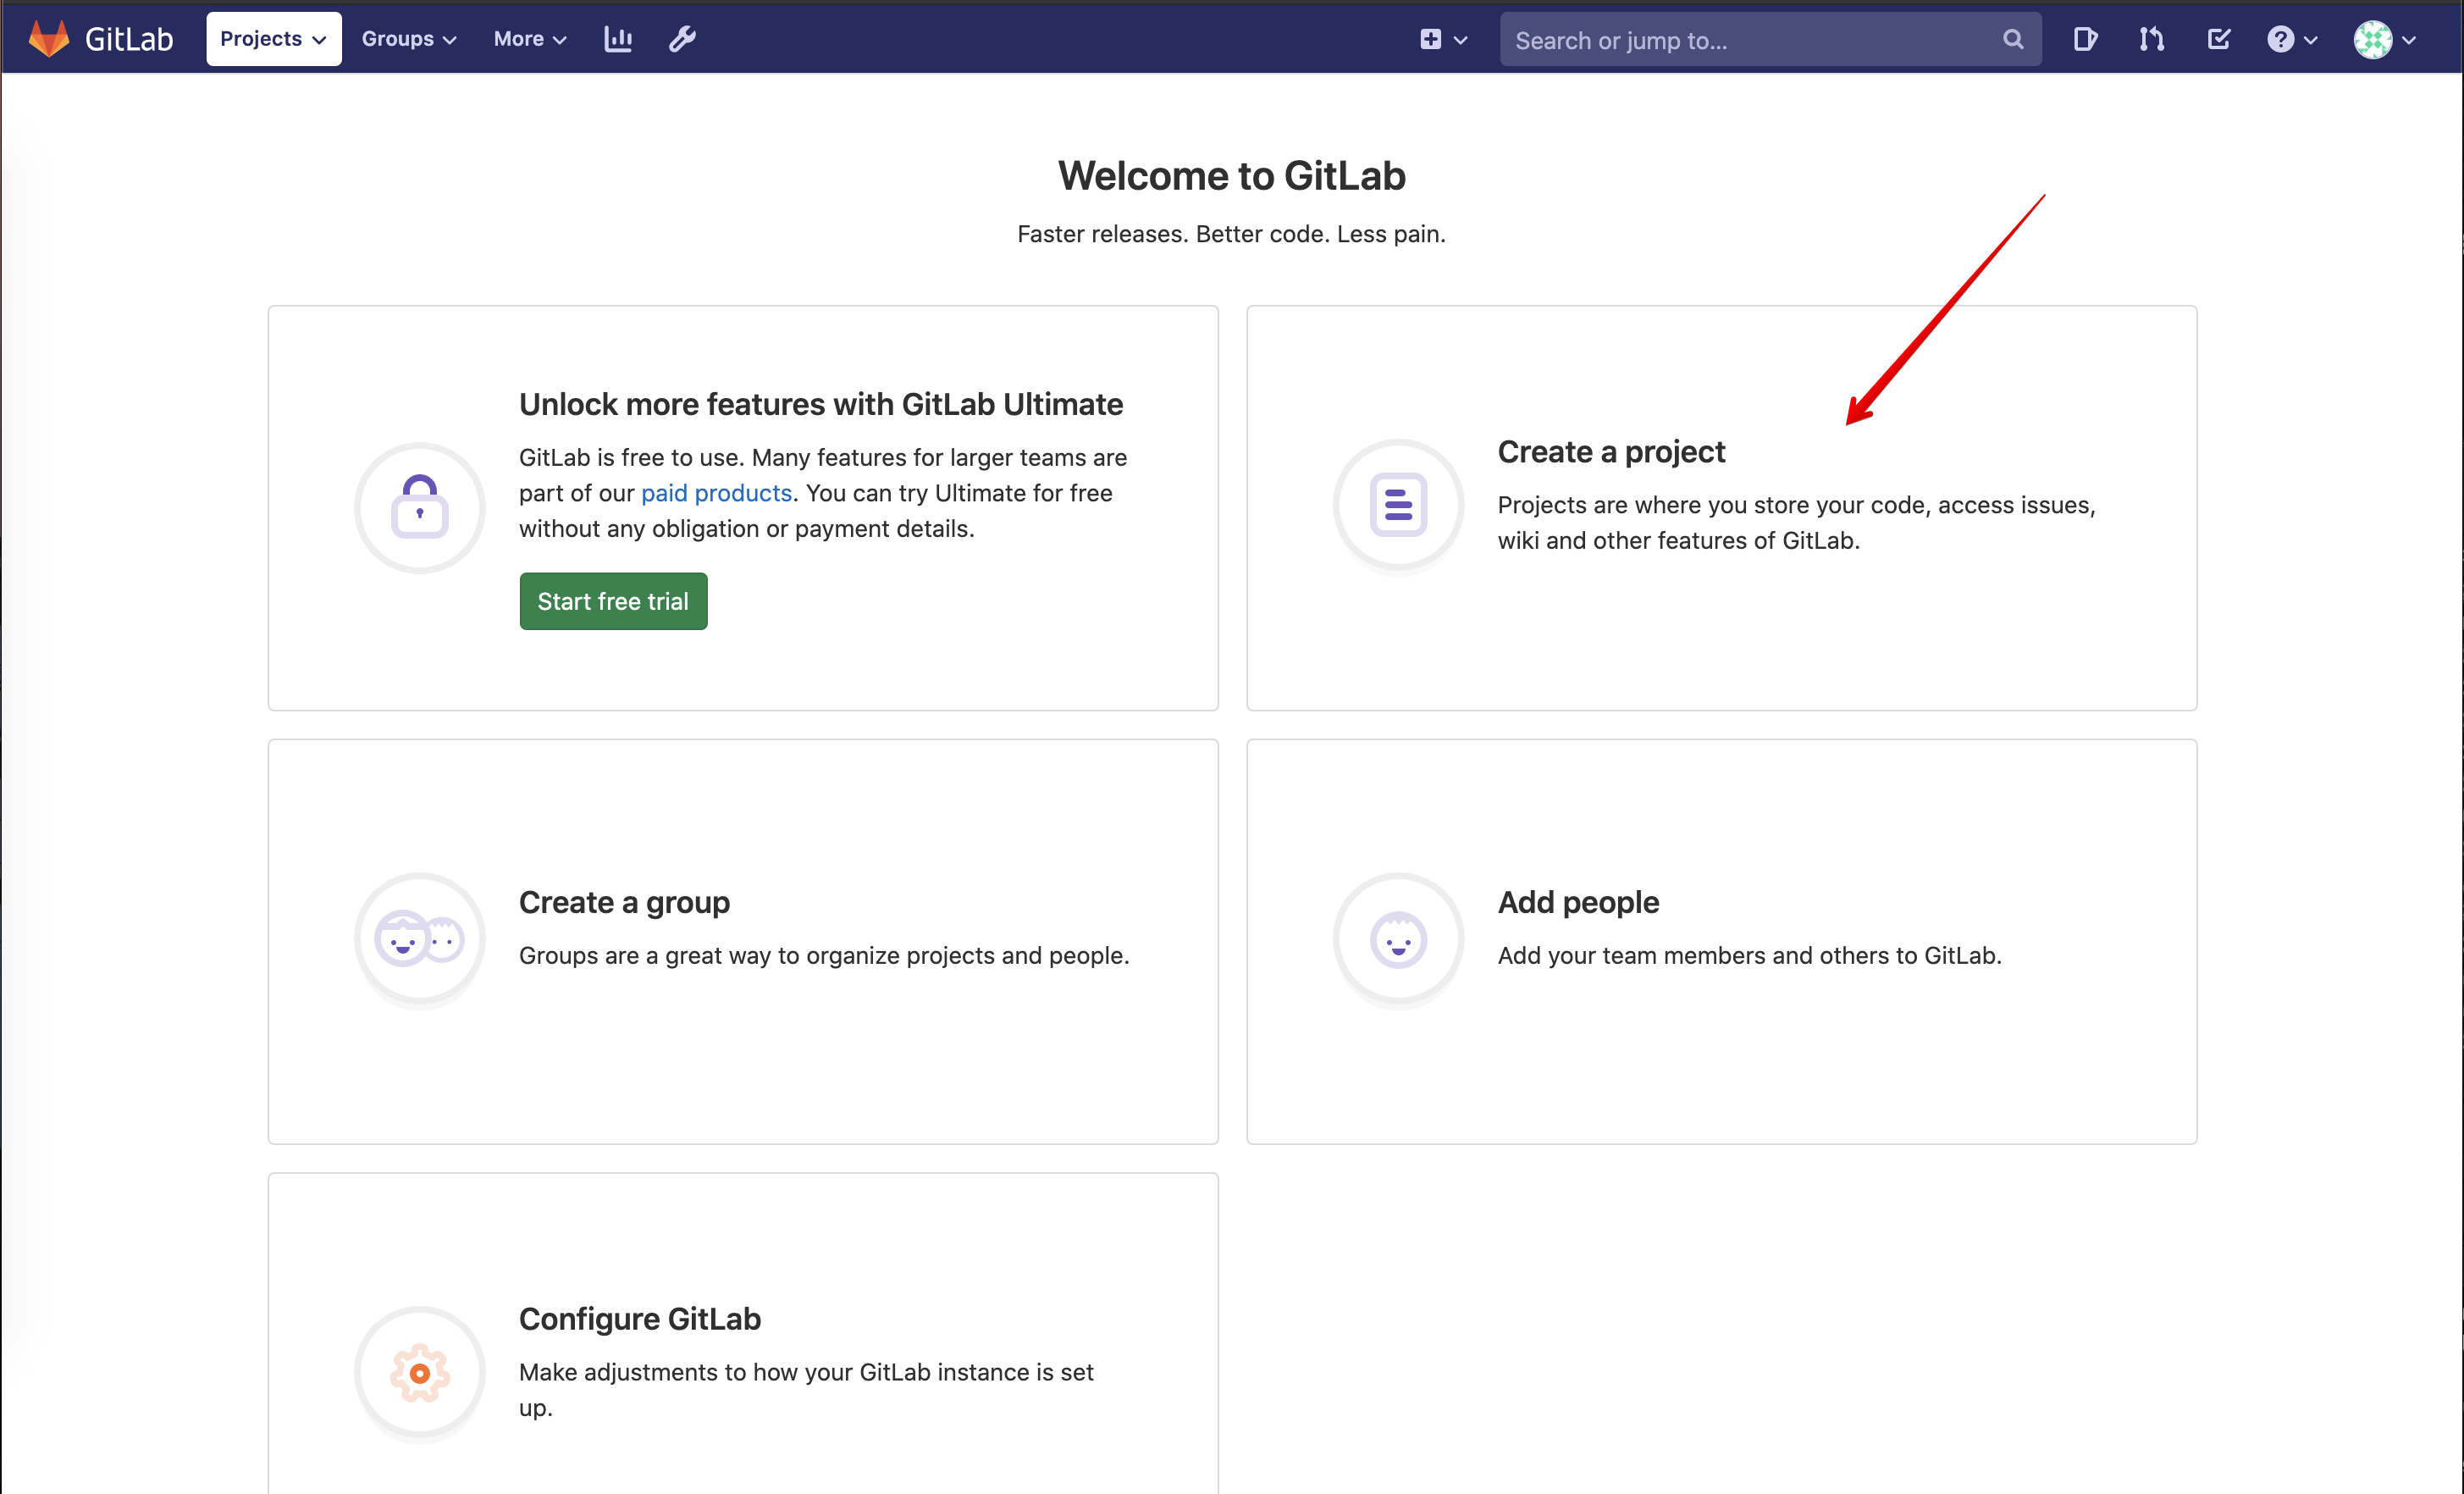 GitLab Projects Groups More Search or jump to...
Welcome to GitLab
Faster releases. Better code. Less pain.
Unlock more features with GitLab Ultimate
GitLab is free to use. Many features for larger teams are
part of our paid products. You can try Ultimate for free
without any obligation or payment details.
Start free trial
Create a project
Projects are where you store your code, access issues,
wiki and other features of GitLab.
Create a group
Groups are a great way to organize projects and people.
Add people
Add your team members and others to GitLab.
Configure GitLab
Make adjustments to how your GitLab instance is set
up.